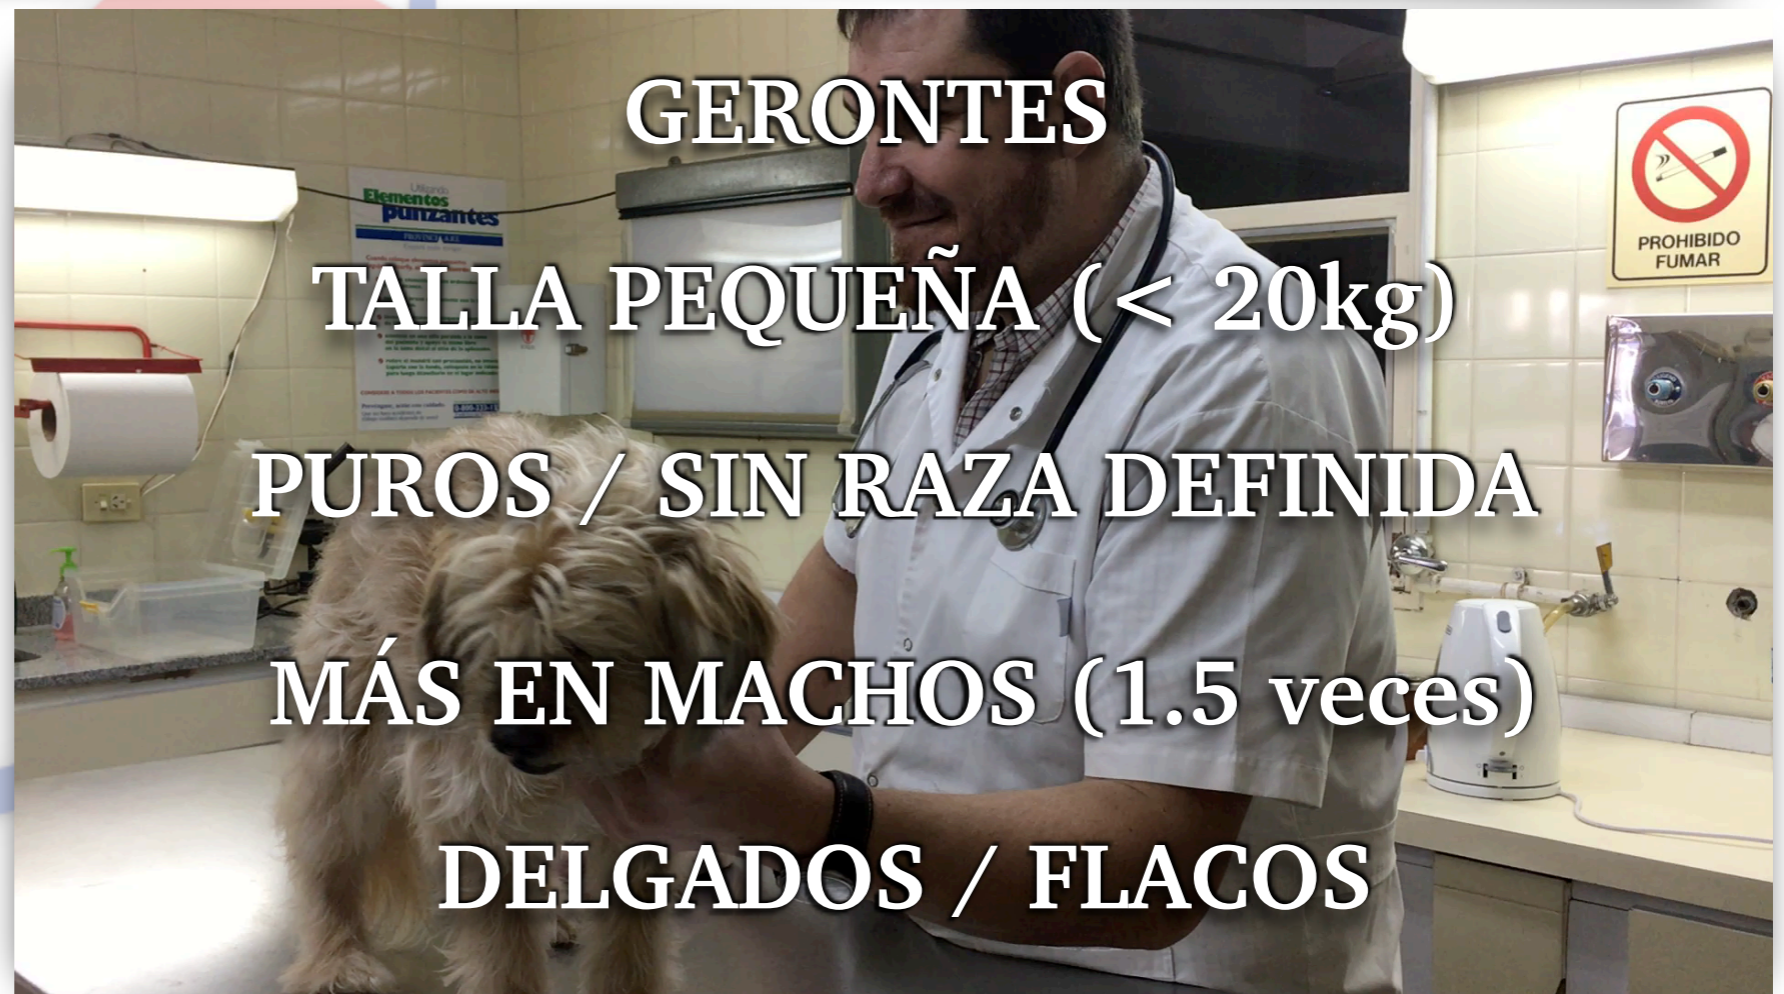 GERONTES
TALLA PEQUEÑA (< 20kg)
PUROS / SIN RAZA DEFINIDA
MÁS EN MACHOS (1.5 veces)
DELGADOS / FLACOS
Utilizando
Elementos
punzantes
PROHIBIDO
FUMAR